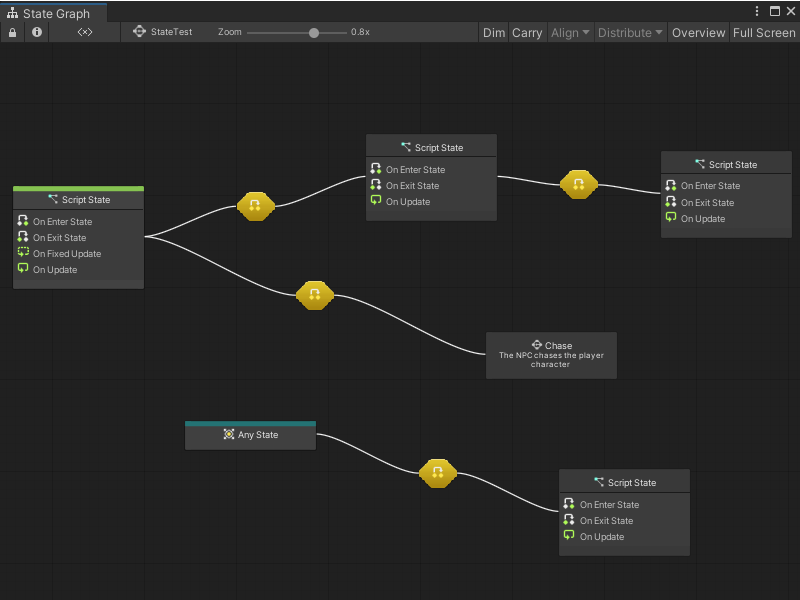 State Graph
StateTest
Zoom
0.8x
Dim
Carry
Align
Distribute
Overview
Full Screen
Script State
On Enter State
On Exit State
On Fixed Update
On Update
Script State
On Enter State
On Exit State
On Update
Script State
On Enter State
On Exit State
On Update
Chase
The NPC chases the player
character
Any State
Script State
On Enter State
On Exit State
On Update